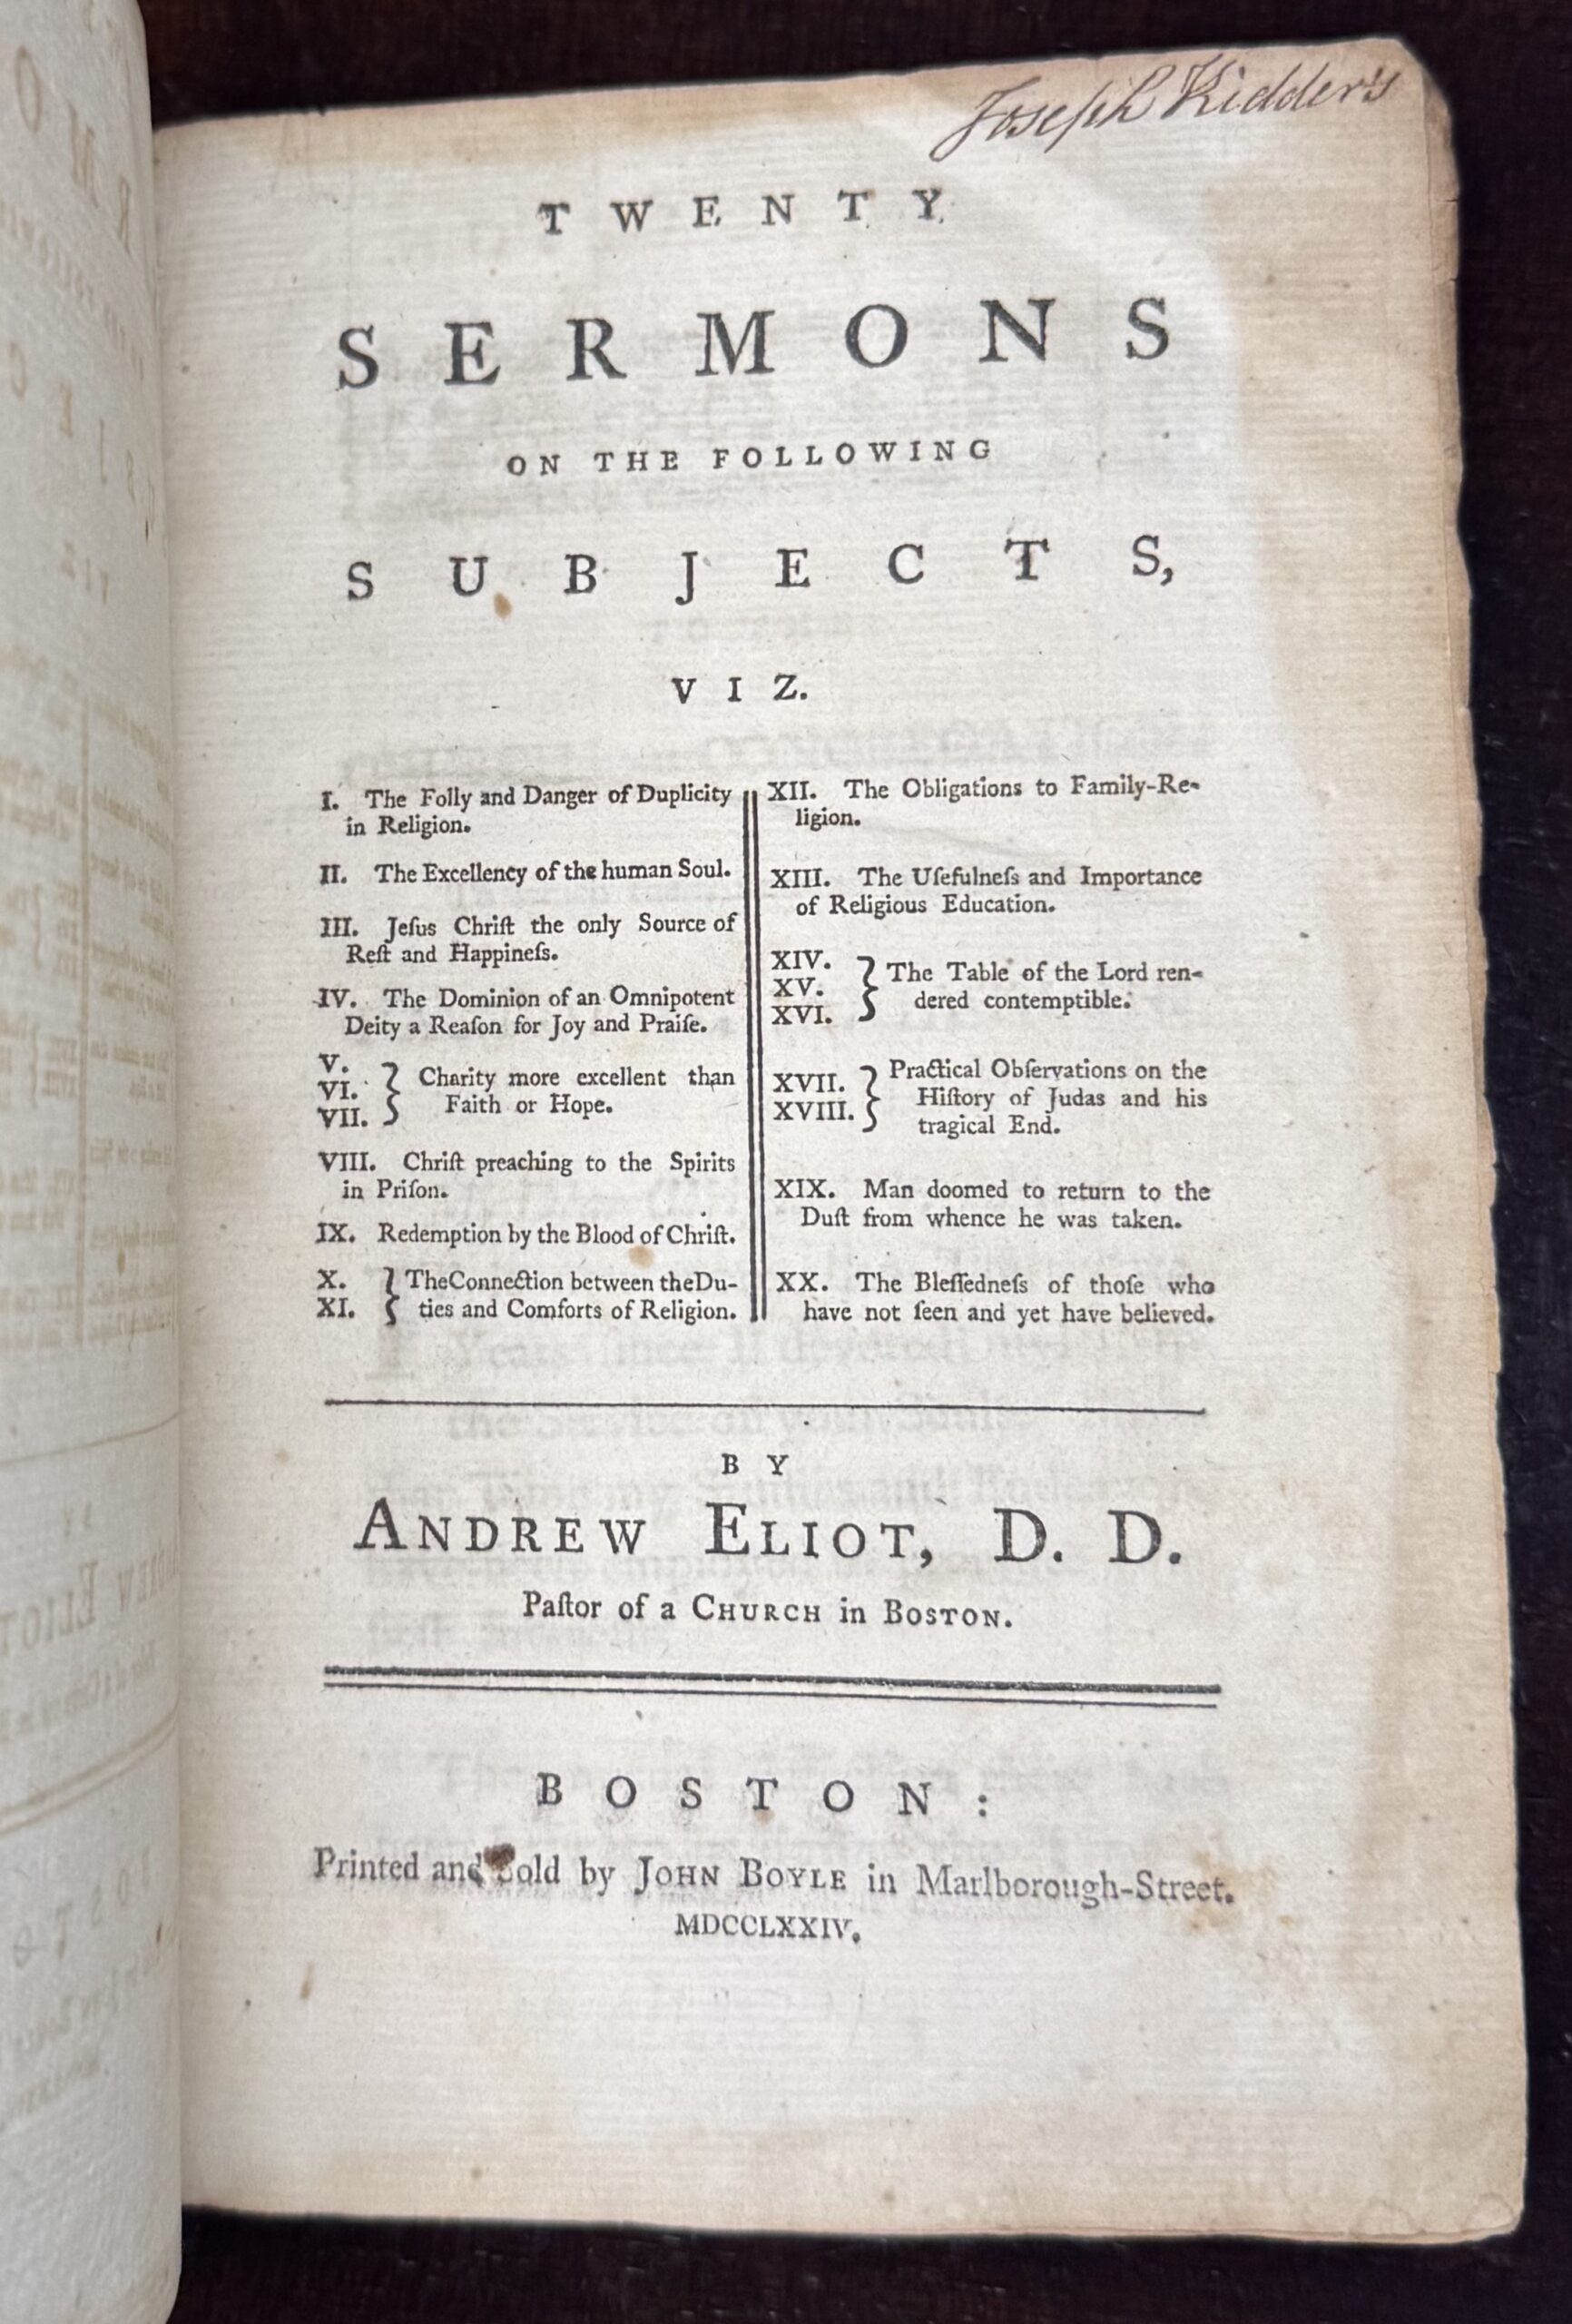 Joseph Kidder's
TWENTY
SERMONS
ON THE FOLLOWING
SUBJECTS,
VIZ.
I. The Folly and Danger of Duplicity
in Religion.
II. The Excellency of the human Soul.
III. Jeſus Chriſt the only Source of
Reſt and Happineſs.
IV. The Dominion of an Omnipotent
Deity a Reaſon for Joy and Praiſe.
V.
VI. } Charity more excellent than
VII. Faith or Hope.
VIII. Chriſt preaching to the Spirits
in Priſon.
IX. Redemption by the Blood of Chriſt.
X. } The Connection between the Du-
XI. ties and Comforts of Religion.
XII. The Obligations to Family-Re-
ligion.
XIII. The Uſefulneſs and Importance
of Religious Education.
XIV.
XV. } The Table of the Lord ren-
XVI. dered contemptible.
XVII. } Practical Obſervations on the
XVIII. Hiſtory of Judas and his
tragical End.
XIX. Man doomed to return to the
Duſt from whence he was taken.
XX. The Bleſſedneſs of thoſe who
have not ſeen and yet have believed.
BY
ANDREW ELIOT, D. D.
Paſtor of a CHURCH in BOSTON.
BOSTON:
Printed and Sold by JOHN BOYLE in Marlborough-Street.
MDCCLXXIV.